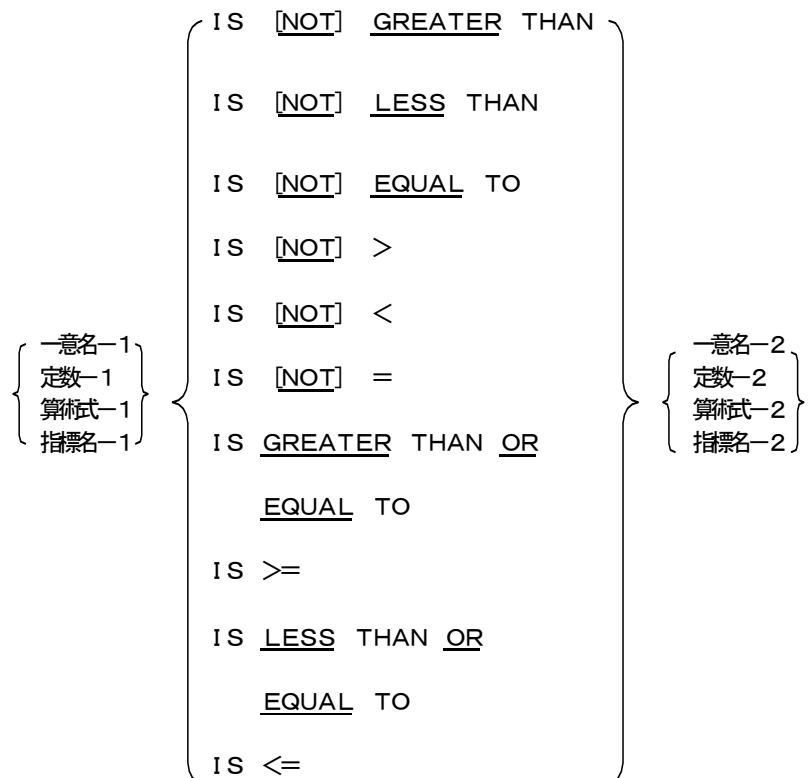 IS [NOT] GREATER THAN
IS [NOT] LESS THAN
IS [NOT] EQUAL TO
IS [NOT] >
IS [NOT] <
一意名-1
定数-1
算術式-1
指標名-1
IS [NOT] =
IS GREATER THAN OR
EQUAL TO
IS >=
IS LESS THAN OR
EQUAL TO
IS <=
一意名-2
定数-2
算術式-2
指標名-2